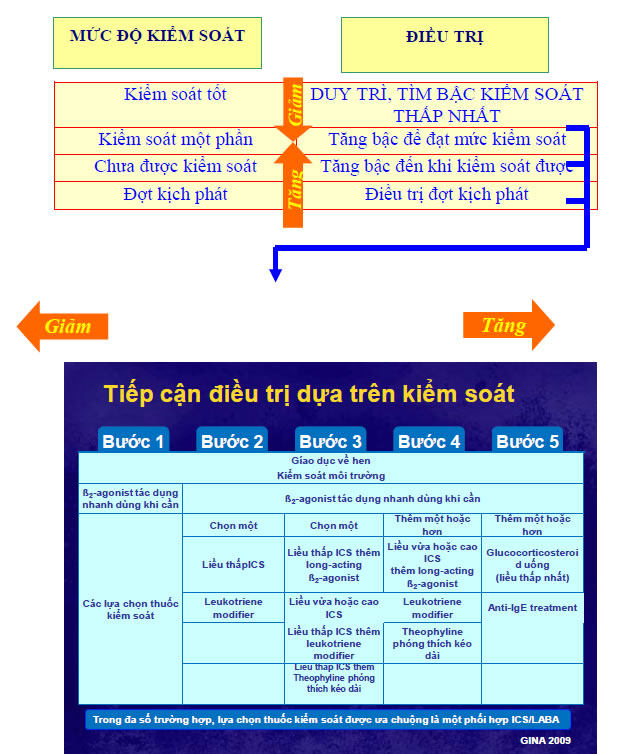 MỨC ĐỘ KIỂM SOÁT
ĐIỀU TRỊ
Kiểm soát tốt
Giảm
DUY TRÌ, TÌM BẬC KIỂM SOÁT
THẤP NHẤT
Kiểm soát một phần
Tăng bậc để đạt mức kiểm soát
Chưa được kiểm soát
Tăng
Tăng bậc đến khi kiểm soát được
Đợt kịch phát
Điều trị đợt kịch phát
Giảm
Tăng
Tiếp cận điều trị dựa trên kiểm soát
Bước 1
Bước 2
Bước 3
Bước 4
Bước 5
Giáo dục về hen
Kiểm soát môi trường
ß₂-agonist tác dụng
nhanh dùng khi cần
ß₂-agonist tác dụng nhanh dùng khi cần
Các lựa chọn thuốc
kiểm soát
Chọn một
Chọn một
Thêm một hoặc
hơn
Thêm một hoặc
hơn
Liều thấpICS
Liều thấp ICS thêm
long-acting
ß₂-agonist
Liều vừa hoặc cao
ICS
thêm long-acting
ß₂-agonist
Glucocorticosteroi
d uống
(liều thấp nhất)
Leukotriene
modifier
Liều vừa hoặc cao
ICS
Leukotriene
modifier
Anti-IgE treatment
Liều thấp ICS thêm
leukotriene
modifier
Theophyline
phóng thích kéo
dài
Liều thấp ICS thêm
Theophyline phóng
thích kéo dài
Trong đa số trường hợp, lựa chọn thuốc kiểm soát được ưa chuộng là một phối hợp ICS/LABA
GINA 2009